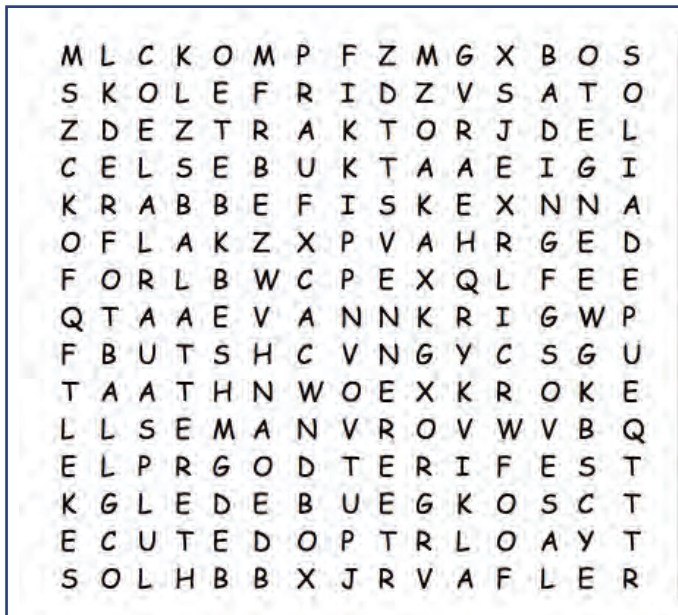 M L C K O M P F Z M G X B O S
S K O L E F R I D Z V S A T O
Z D E Z T R A K T O R J D E L
C E L S E B U K T A A E I G I
K R A B B E F I S K E X N N A
O F L A K Z X P V A H R G E D
F O R L B W C P E X Q L F E E
Q T A A E V A N N K R I G W P
F B U T S H C V N G Y C S G U
T A A T H N W O E X K R O K E
L L S E M A N V R O V W V B Q
E L P R G O D T E R I F E S T
K G L E D E B U E G K O S C T
E C U T E D O P T R L O A Y T
S O L H B B X J R V A F L E R